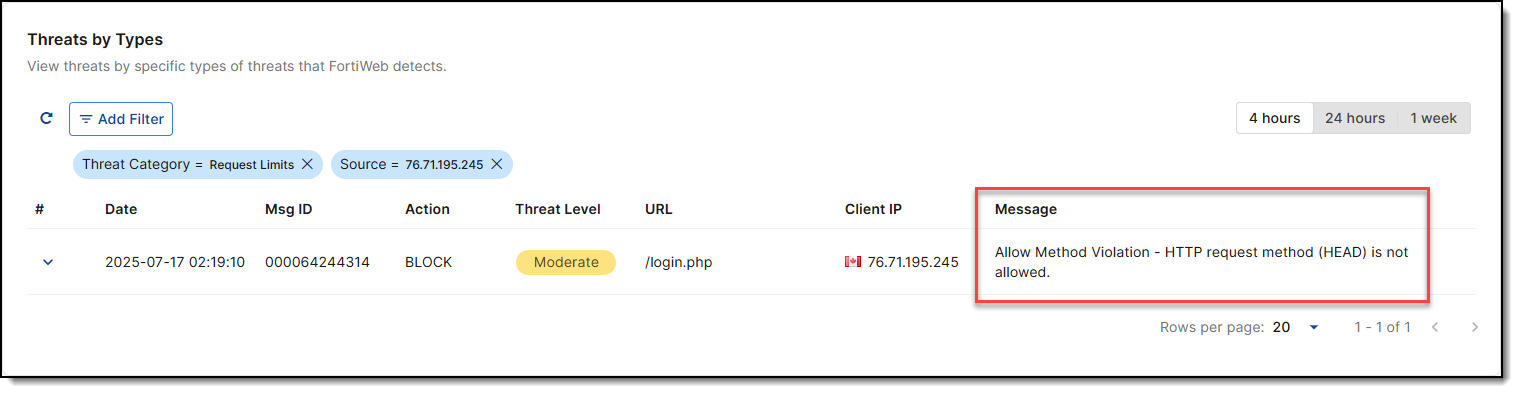 Threats by Types
View threats by specific types of threats that FortiWeb detects.
Add Filter
4 hours 24 hours 1 week
Threat Category = Request Limits Source = 76.71.195.245
# Date Msg ID Action Threat Level URL Client IP Message
2025-07-17 02:19:10 000064244314 BLOCK Moderate /login.php 76.71.195.245 Allow Method Violation - HTTP request method (HEAD) is not
allowed.
Rows per page: 20 1 - 1 of 1